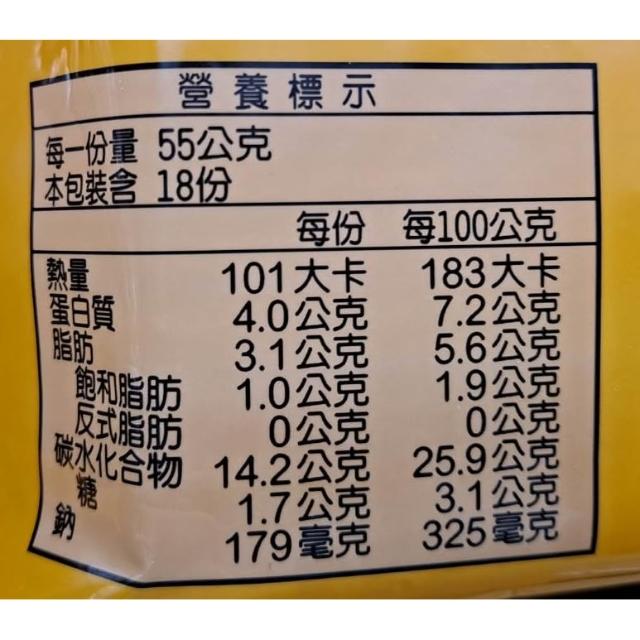 營養標示
每一份量 55公克
本包裝含 18份
每份 每100公克
熱量 101大卡 183大卡
蛋白質 4.0公克 7.2公克
脂肪 3.1公克 5.6公克
飽和脂肪 1.0公克 1.9公克
反式脂肪 0公克 0公克
碳水化合物 14.2公克 25.9公克
糖 1.7公克 3.1公克
鈉 179毫克 325毫克